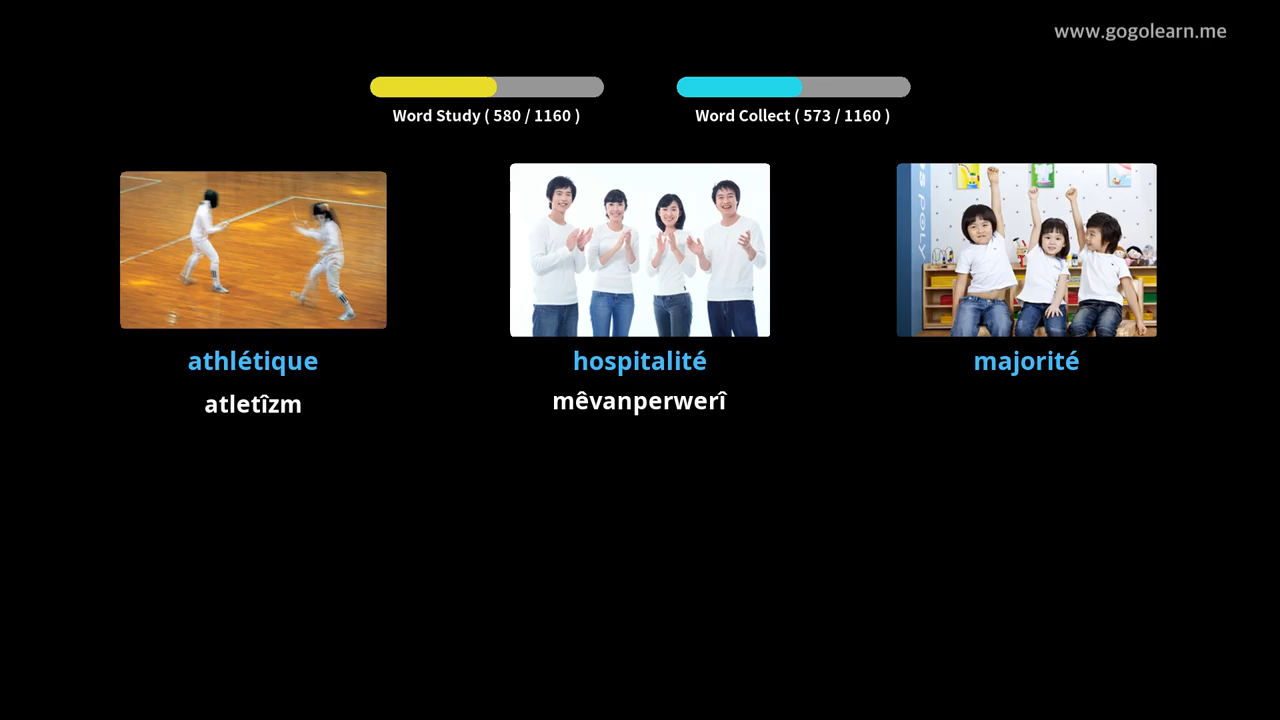 www.gogolearn.me
Word Study ( 580 / 1160 )
Word Collect ( 573 / 1160 )
athlétique
hospitalité
majorité
atletîzm
mêvanperwerî